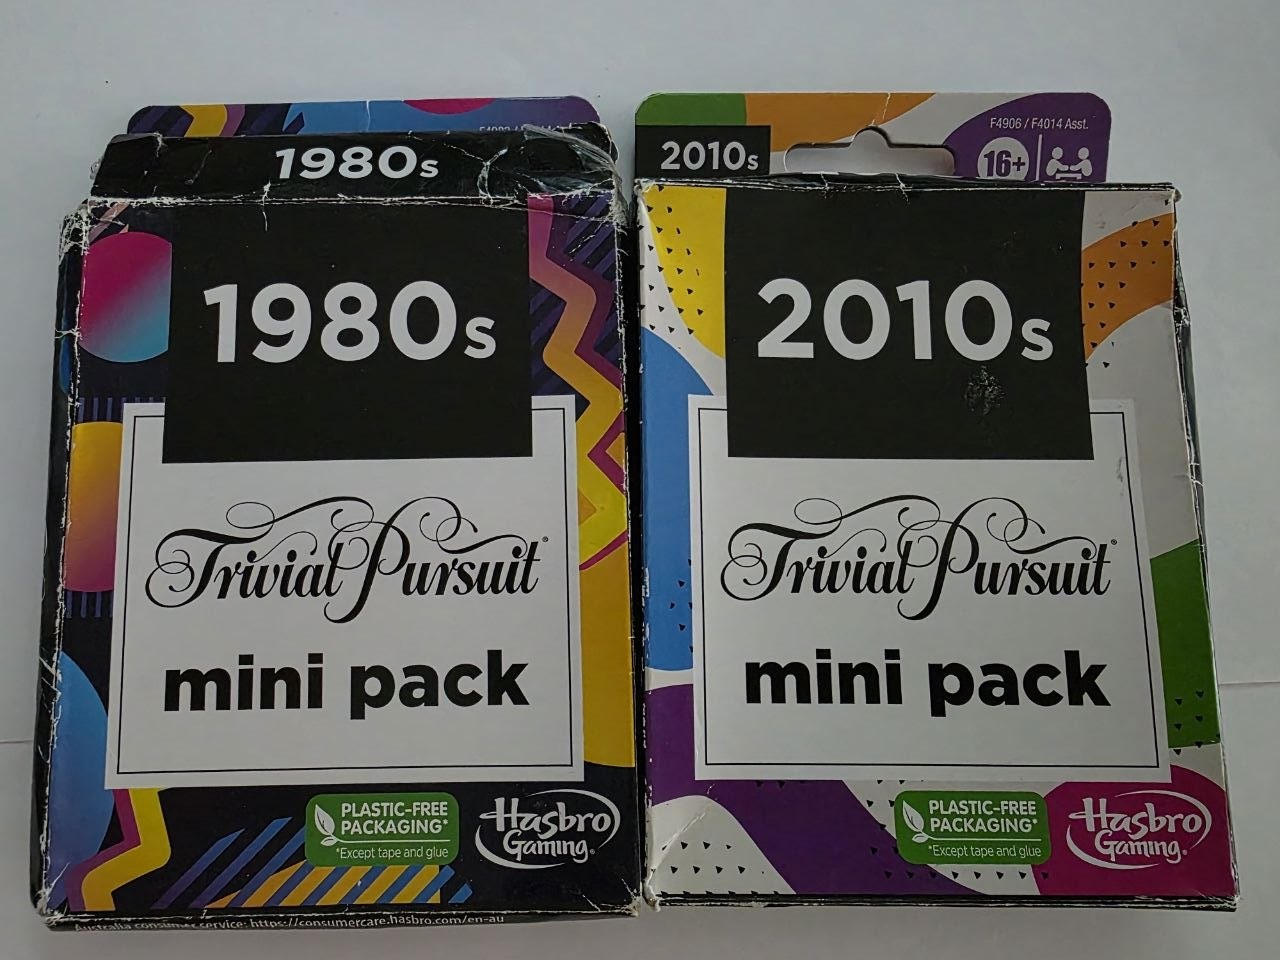 1980s
1980s
Trivial Pursuit®
mini pack
PLASTIC-FREE
PACKAGING*
*Except tape and glue
Hasbro
Gaming®
Australia consumer service: https://consumercare.hasbro.com/en-au
F4906 / F4014 Asst.
2010s
16+
2010s
Trivial Pursuit®
mini pack
PLASTIC-FREE
PACKAGING*
*Except tape and glue
Hasbro
Gaming®